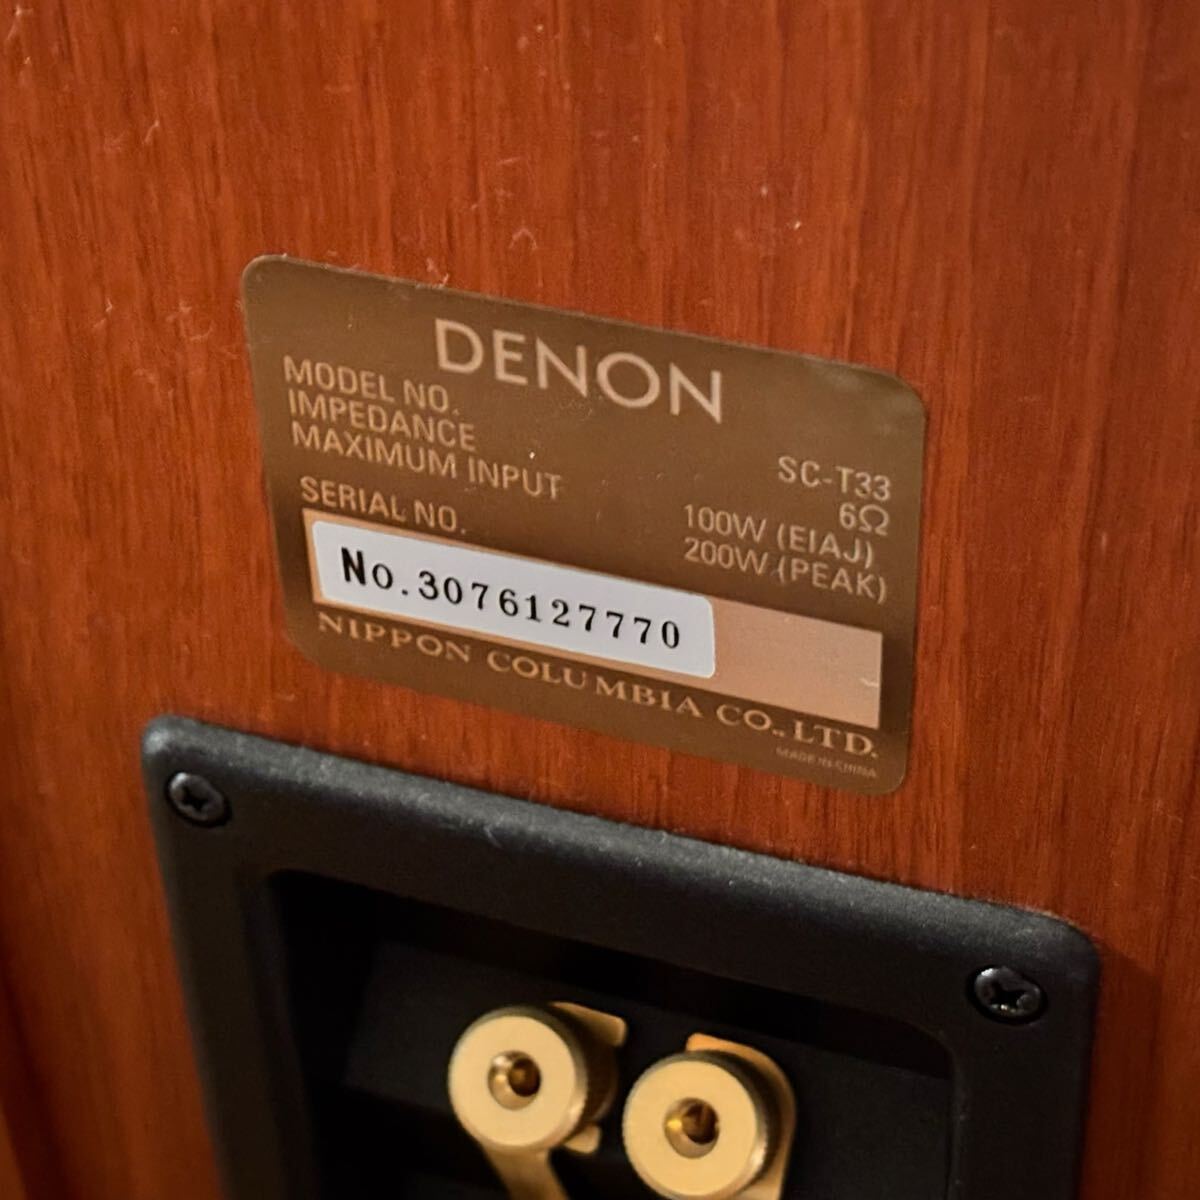 DENON
MODEL NO. SC-T33
IMPEDANCE 6Ω
MAXIMUM INPUT 100W (EIAJ)
200W (PEAK)
SERIAL NO.
No.3076127770
NIPPON COLUMBIA CO., LTD.
MADE IN CHINA